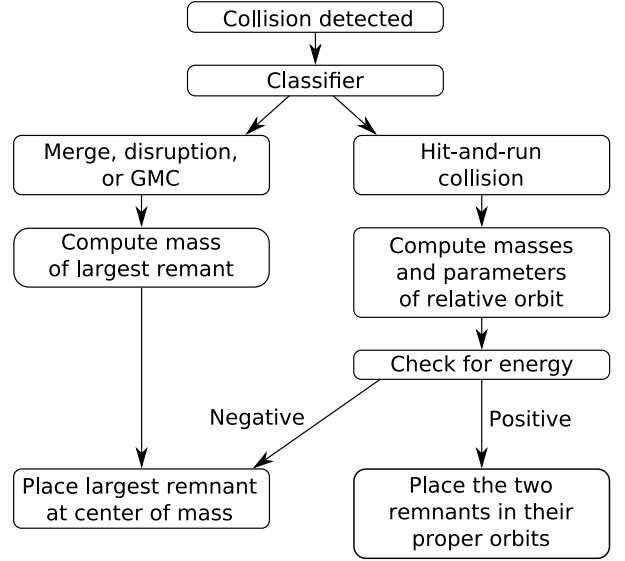 Collision detected
Classifier
Merge, disruption,
or GMC
Hit-and-run
collision
Compute mass
of largest remant
Compute masses
and parameters
of relative orbit
Check for energy
Negative
Positive
Place largest remnant
at center of mass
Place the two
remnants in their
proper orbits